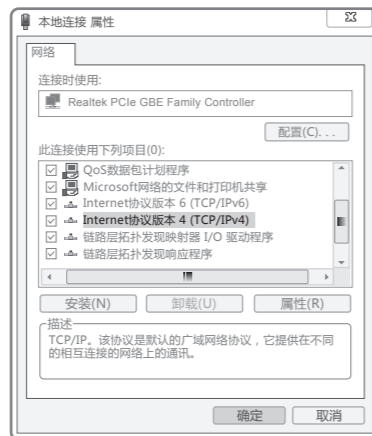 本地连接 属性
网络
连接时使用:
Realtek PCIe GBE Family Controller
配置(C)...
此连接使用下列项目(O):
QoS数据包计划程序
Microsoft网络的文件和打印机共享
Internet协议版本 6 (TCP/IPv6)
Internet协议版本 4 (TCP/IPv4)
链路层拓扑发现映射器 I/O 驱动程序
链路层拓扑发现响应程序
安装(N)
卸载(U)
属性(R)
描述
TCP/IP。该协议是默认的广域网络协议，它提供在不同
的相互连接的网络上的通讯。
确定
取消